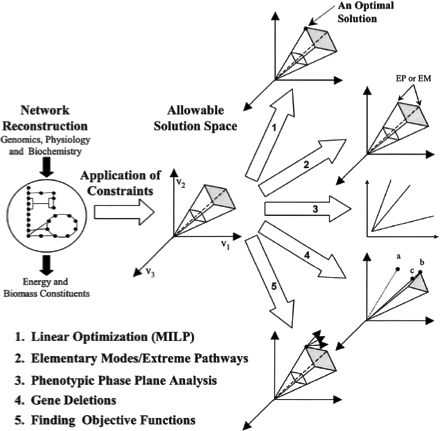 An Optimal
Solution
Network
Reconstruction
Genomics, Physiology
and Biochemistry
Allowable
Solution Space
EP or EM
Application of
Constraints
V2
V1
V3
1
2
3
4
5
a
b
c
Energy and
Biomass Constituents
1. Linear Optimization (MILP)
2. Elementary Modes/Extreme Pathways
3. Phenotypic Phase Plane Analysis
4. Gene Deletions
5. Finding Objective Functions